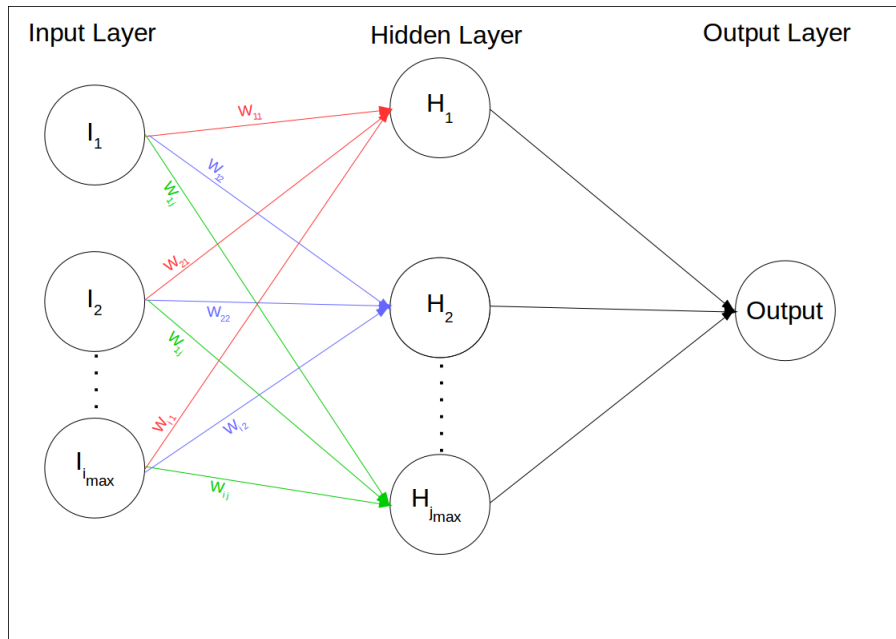 Input Layer
Hidden Layer
Output Layer
I1
W11
H1
W12
W1j
W21
I2
W22
H2
Output
W1j
Wi1
Wi2
Iimax
Wij
Hjmax